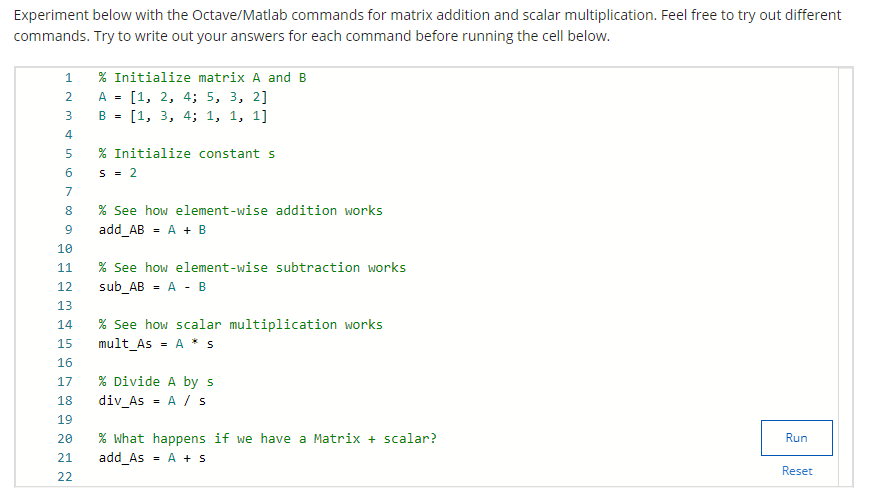 Experiment below with the Octave/Matlab commands for matrix addition and scalar multiplication. Feel free to try out different
commands. Try to write out your answers for each command before running the cell below.
1 % Initialize matrix A and B
2 A = [1, 2, 4; 5, 3, 2]
3 B = [1, 3, 4; 1, 1, 1]
4
5 % Initialize constant s
6 s = 2
7
8 % See how element-wise addition works
9 add_AB = A + B
10
11 % See how element-wise subtraction works
12 sub_AB = A - B
13
14 % See how scalar multiplication works
15 mult_As = A * s
16
17 % Divide A by s
18 div_As = A / s
19
20 % What happens if we have a Matrix + scalar?
21 add_As = A + s
22
Run
Reset